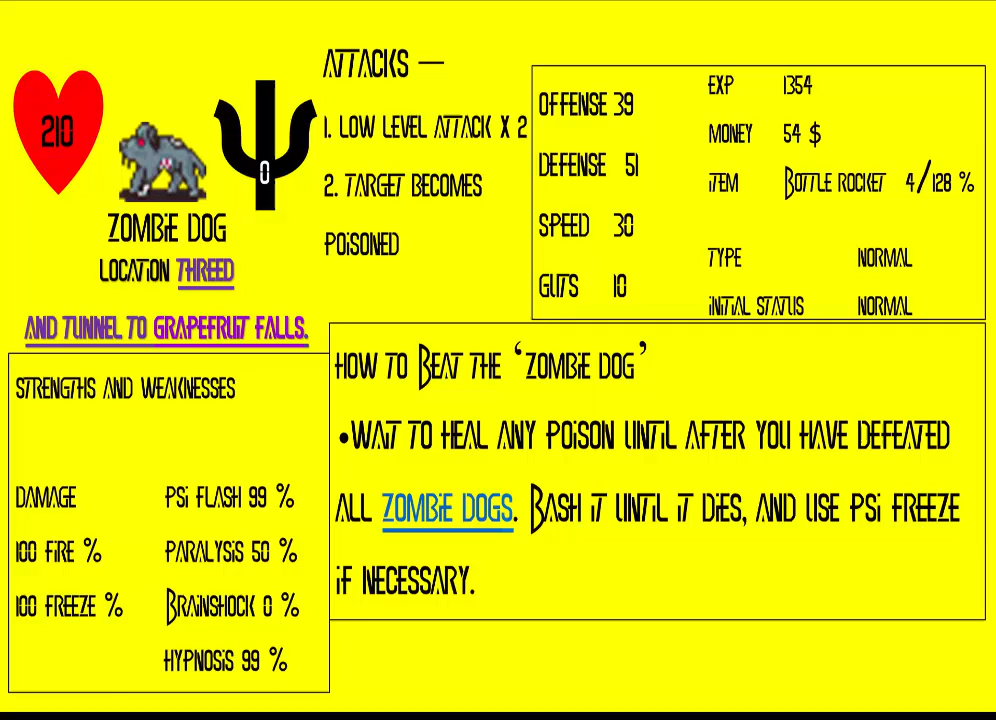 210
0
ZOMBIE DOG
LOCATION THREED
AND TUNNEL TO GRAPEFRUIT FALLS.
ATTACKS —
1. LOW LEVEL ATTACK X 2
2. TARGET BECOMES
POISONED
OFFENSE 39
DEFENSE 51
SPEED 30
GUTS 10
EXP 1354
MONEY 54 $
ITEM BOTTLE ROCKET 4/128 %
TYPE NORMAL
INITIAL STATUS NORMAL
STRENGTHS AND WEAKNESSES
DAMAGE PSI FLASH 99 %
100 FIRE % PARALYSIS 50 %
100 FREEZE % BRAINSHOCK 0 %
HYPNOSIS 99 %
HOW TO BEAT THE ‘ZOMBIE DOG’
•WAIT TO HEAL ANY POISON UNTIL AFTER YOU HAVE DEFEATED
ALL ZOMBIE DOGS. BASH IT UNTIL IT DIES, AND USE PSI FREEZE
IF NECESSARY.